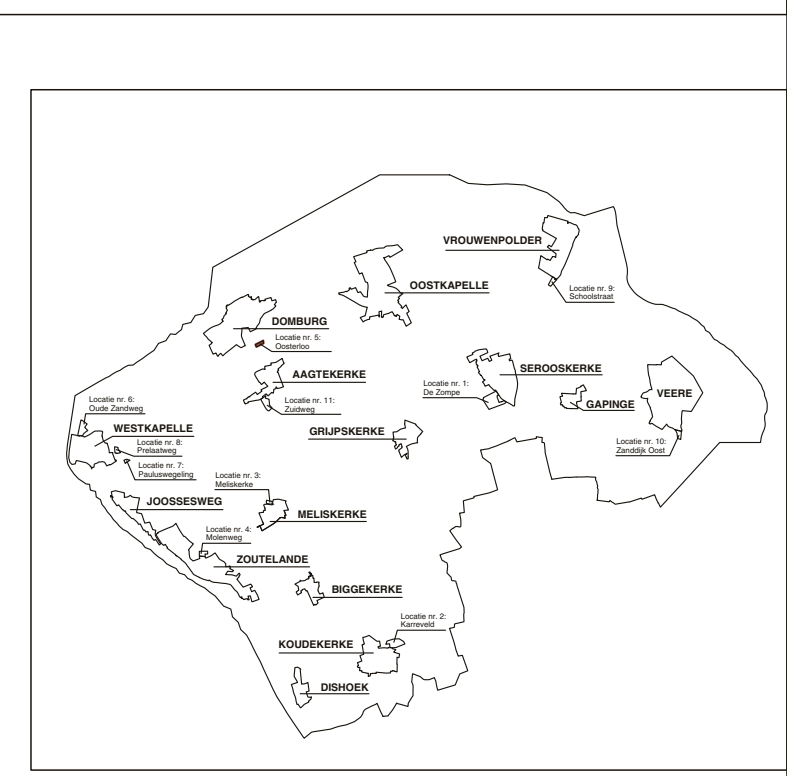 VROUWENPOLDER
OOSTKAPELLE
Locatie nr. 9:
Schoolstraat
DOMBURG
Locatie nr. 5:
Oosterloo
SEROOSKERKE
AAGTEKERKE
Locatie nr. 1:
De Zompe
VEERE
GAPINGE
Locatie nr. 6:
Oude Zandweg
Locatie nr. 11:
Zuidweg
WESTKAPELLE
GRIJPSKERKE
Locatie nr. 8:
Prelaatweg
Locatie nr. 10:
Zanddijk Oost
Locatie nr. 7:
Pauluswegeling
Locatie nr. 3:
Meliskerke
JOOSSESWEG
MELISKERKE
Locatie nr. 4:
Molenweg
ZOUTELANDE
BIGGEKERKE
Locatie nr. 2:
Karreveld
KOUDEKERKE
DISHOEK